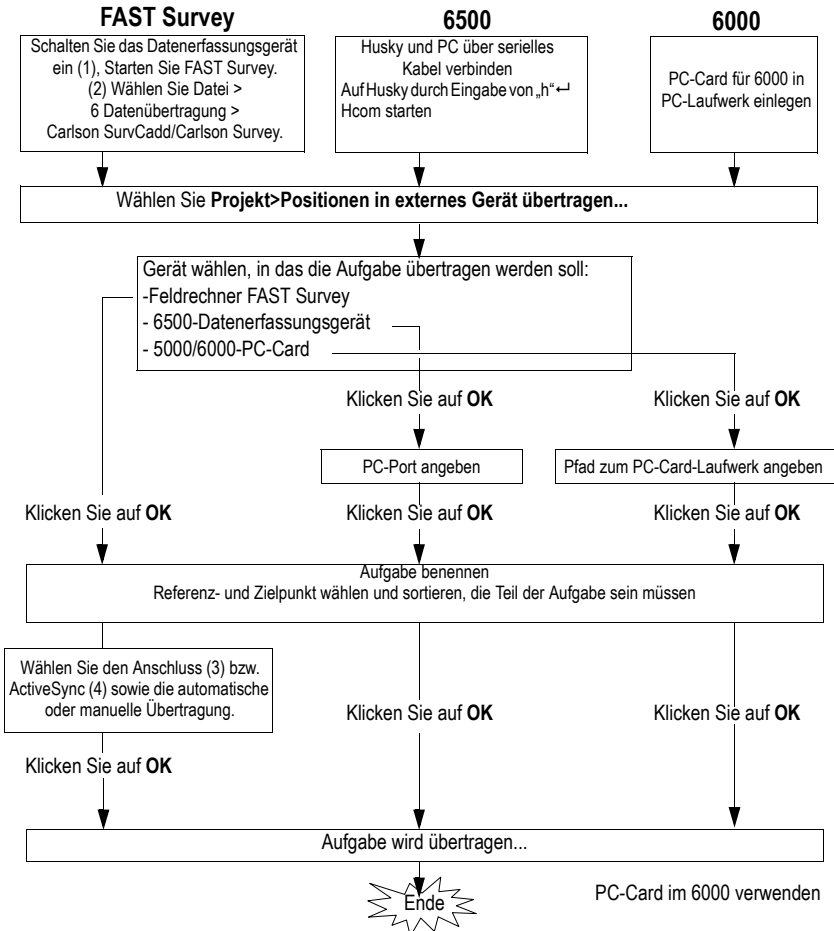 FAST Survey
6500
6000
Schalten Sie das Datenerfassungsgerät
ein (1), Starten Sie FAST Survey.
(2) Wählen Sie Datei >
6 Datenübertragung >
Carlson SurvCadd/Carlson Survey.
Husky und PC über serielles
Kabel verbinden
Auf Husky durch Eingabe von „h“↵
Hcom starten
PC-Card für 6000 in
PC-Laufwerk einlegen
Wählen Sie Projekt>Positionen in externes Gerät übertragen...
Gerät wählen, in das die Aufgabe übertragen werden soll:
-Feldrechner FAST Survey
- 6500-Datenerfassungsgerät
- 5000/6000-PC-Card
Klicken Sie auf OK
Klicken Sie auf OK
PC-Port angeben
Pfad zum PC-Card-Laufwerk angeben
Klicken Sie auf OK
Klicken Sie auf OK
Klicken Sie auf OK
Aufgabe benennen
Referenz- und Zielpunkt wählen und sortieren, die Teil der Aufgabe sein müssen
Wählen Sie den Anschluss (3) bzw.
ActiveSync (4) sowie die automatische
oder manuelle Übertragung.
Klicken Sie auf OK
Klicken Sie auf OK
Klicken Sie auf OK
Aufgabe wird übertragen...
Ende
PC-Card im 6000 verwenden